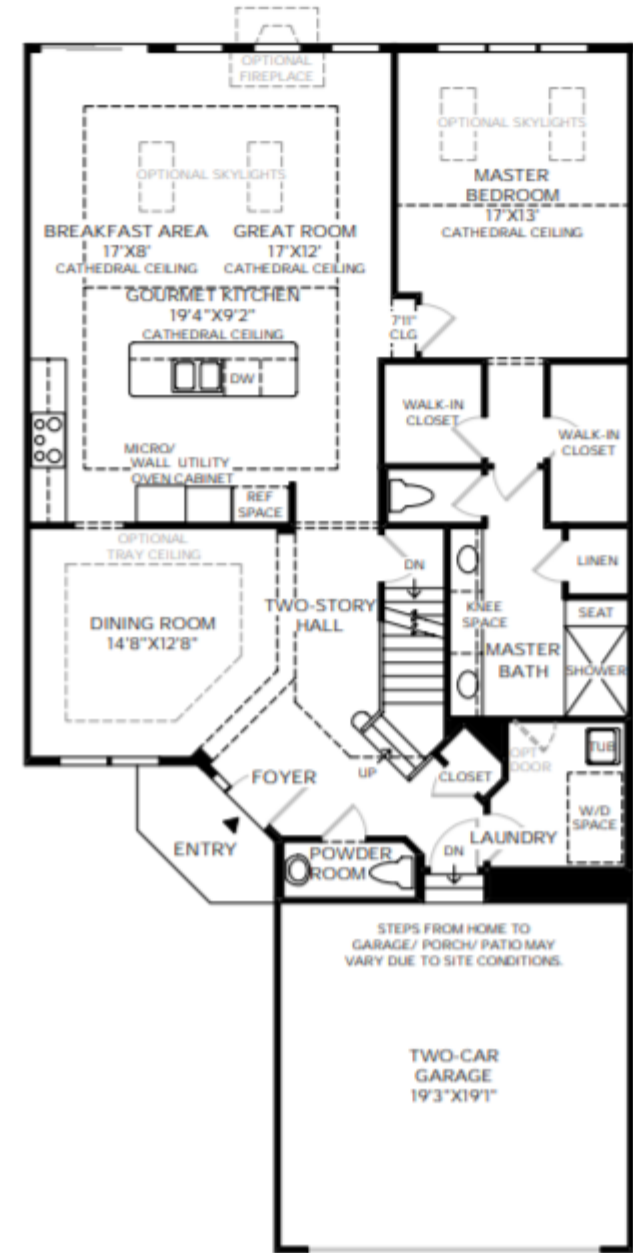 OPTIONAL
FIREPLACE
OPTIONAL SKYLIGHTS
MASTER
BEDROOM
17'X13'
CATHEDRAL CEILING
OPTIONAL SKYLIGHTS
BREAKFAST AREA
17'X8'
CATHEDRAL CEILING
GREAT ROOM
17'X12'
CATHEDRAL CEILING
GOURMET KITCHEN
19'4"X9'2"
CATHEDRAL CEILING
7'11"
CLG
DW
WALK-IN
CLOSET
WALK-IN
CLOSET
MICRO/
WALL UTILITY
OVEN CABINET
REF
SPACE
OPTIONAL
TRAY CEILING
DINING ROOM
14'8"X12'8"
TWO-STORY
HALL
DN
LINEN
KNEE
SPACE
SEAT
MASTER
BATH
SHOWER
UP
FOYER
CLOSET
OPT
DOOR
TUB
W/D
SPACE
LAUNDRY
ENTRY
POWDER
ROOM
DN
STEPS FROM HOME TO
GARAGE/ PORCH/ PATIO MAY
VARY DUE TO SITE CONDITIONS.
TWO-CAR
GARAGE
19'3"X19'1"